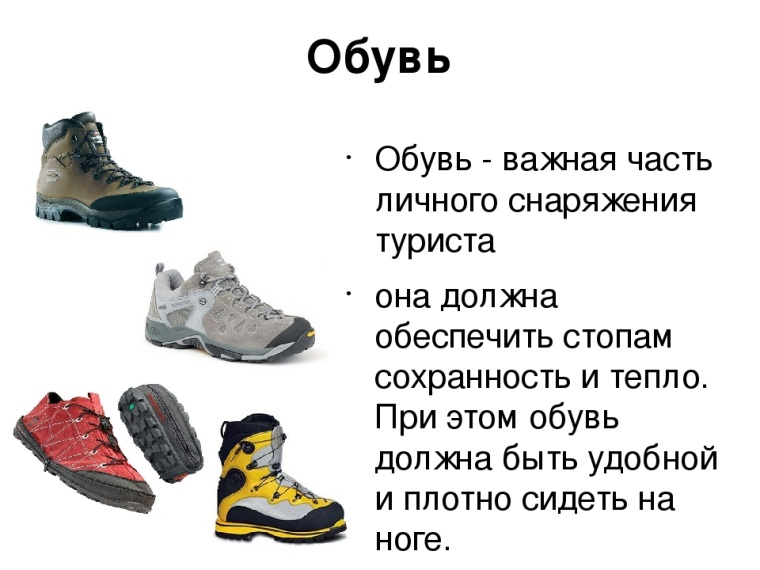 Обувь
• Обувь - важная часть
личного снаряжения
туриста
• она должна
обеспечить стопам
сохранность и тепло.
При этом обувь
должна быть удобной
и плотно сидеть на
ноге.